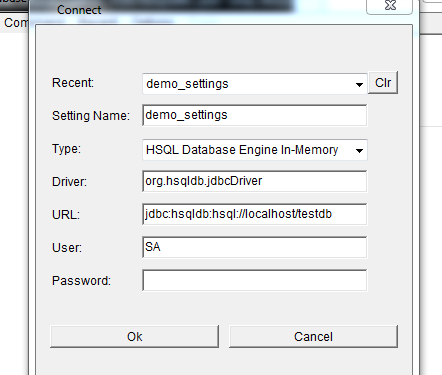 Connect
Recent: demo_settings Clr
Setting Name: demo_settings
Type: HSQL Database Engine In-Memory
Driver: org.hsqldb.jdbcDriver
URL: jdbc:hsqldb:hsql://localhost/testdb
User: SA
Password:
Ok Cancel